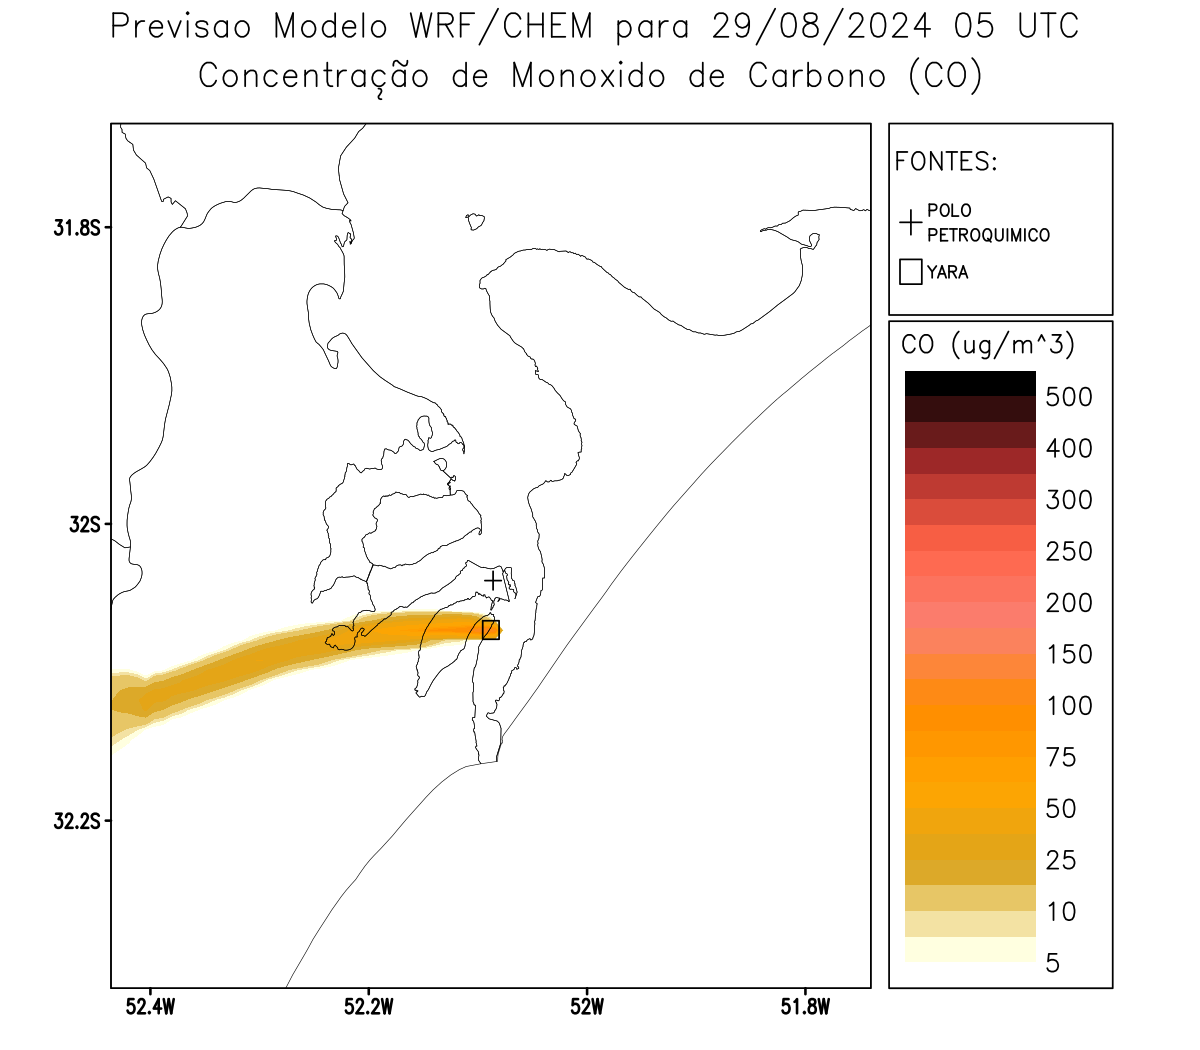 Previsao Modelo WRF/CHEM para 29/08/2024 05 UTC
Concentração de Monoxido de Carbono (CO)
FONTES:
POLO
PETROQUIMICO
YARA
CO (ug/m^3)
500
400
300
250
200
150
100
75
50
25
10
5
31.8S
32S
32.2S
52.4W
52.2W
52W
51.8W